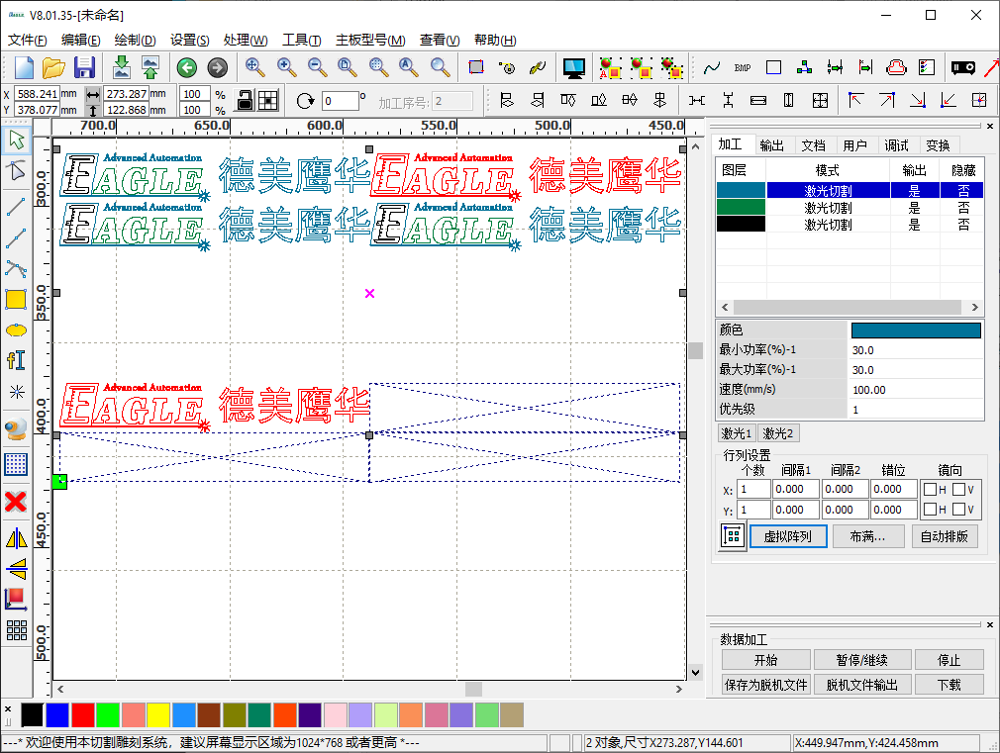 V8.01.35-[未命名]
文件(F) 编辑(E) 绘制(D) 设置(S) 处理(W) 工具(T) 主板型号(M) 查看(V) 帮助(H)
BMP
X 588.241 mm 273.287 mm 100 % 0 ° 加工序号: 2
Y 378.077 mm 122.868 mm 100 %
700.0 650.0 600.0 550.0 500.0 450.0
300.0
350.0
400.0
450.0
500.0
Advanced Automation EAGLE 德美鹰华 Advanced Automation EAGLE 德美鹰华
Advanced Automation EAGLE 德美鹰华 Advanced Automation EAGLE 德美鹰华
Advanced Automation EAGLE 德美鹰华
加工 输出 文档 用户 调试 变换
图层 模式 输出 隐藏
激光切割 是 否
激光切割 是 否
激光切割 是 否
颜色
最小功率(%)-1 30.0
最大功率(%)-1 30.0
速度(mm/s) 100.00
优先级 1
激光1 激光2
行列设置
个数 间隔1 间隔2 错位 镜向
X: 1 0.000 0.000 0.000 H V
Y: 1 0.000 0.000 0.000 H V
虚拟阵列 布满... 自动排版
数据加工
开始 暂停/继续 停止
保存为脱机文件 脱机文件输出 下载
---* 欢迎使用本切割雕刻系统，建议屏幕显示区域为1024*768 或者更高 *---
2 对象,尺寸X273.287,Y144.601
X:449.947mm,Y:424.458mm